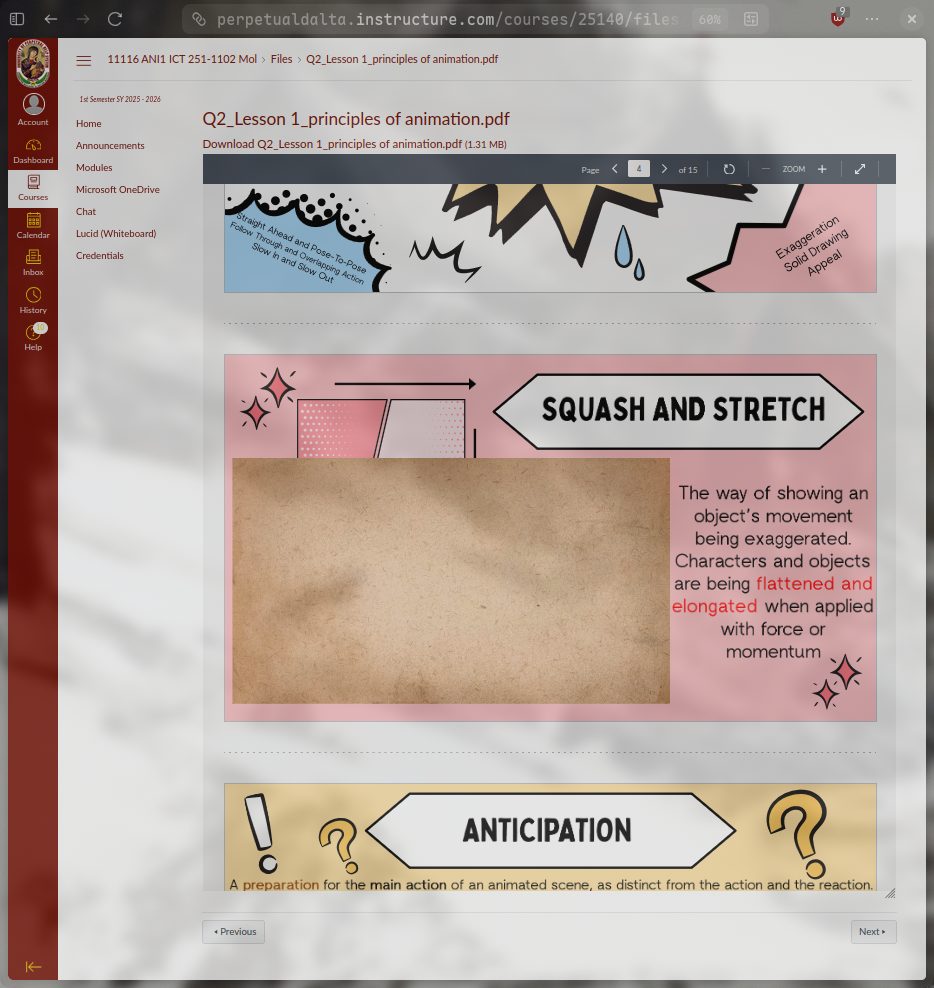 perpetualdalta.instructure.com/courses/25140/files
60%
9
11116 ANI1 ICT 251-1102 Mol › Files › Q2_Lesson 1_principles of animation.pdf
1st Semester SY 2025 - 2026
Account
Dashboard
Courses
Calendar
Inbox
History
Help
Home
Announcements
Modules
Microsoft OneDrive
Chat
Lucid (Whiteboard)
Credentials
Q2_Lesson 1_principles of animation.pdf
Download Q2_Lesson 1_principles of animation.pdf (1.31 MB)
Page 4 of 15 ZOOM
Straight Ahead and Pose-To-Pose
Follow Through and Overlapping Action
Slow In and Slow Out
Exaggeration
Solid Drawing
Appeal
SQUASH AND STRETCH
The way of showing an
object's movement
being exaggerated.
Characters and objects
are being flattened and
elongated when applied
with force or
momentum
ANTICIPATION
A preparation for the main action of an animated scene, as distinct from the action and the reaction.
Previous
Next